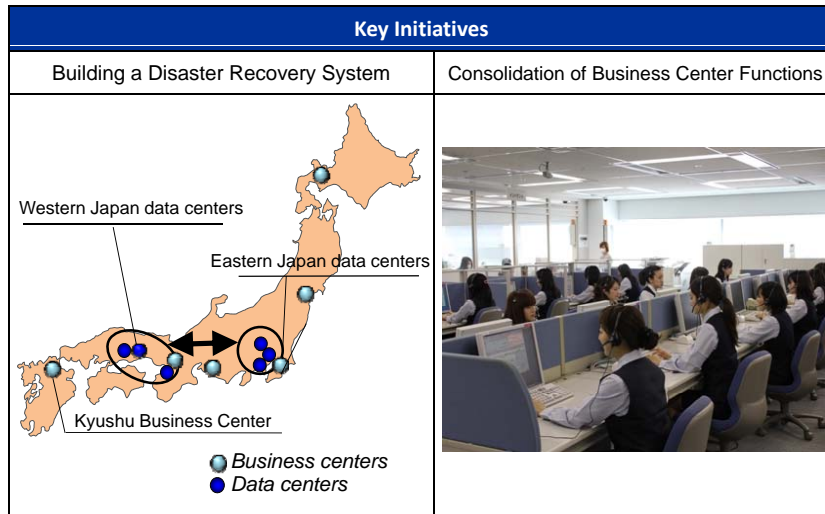 Key Initiatives
Building a Disaster Recovery System
Consolidation of Business Center Functions
Western Japan data centers
Eastern Japan data centers
Kyushu Business Center
Business centers
Data centers